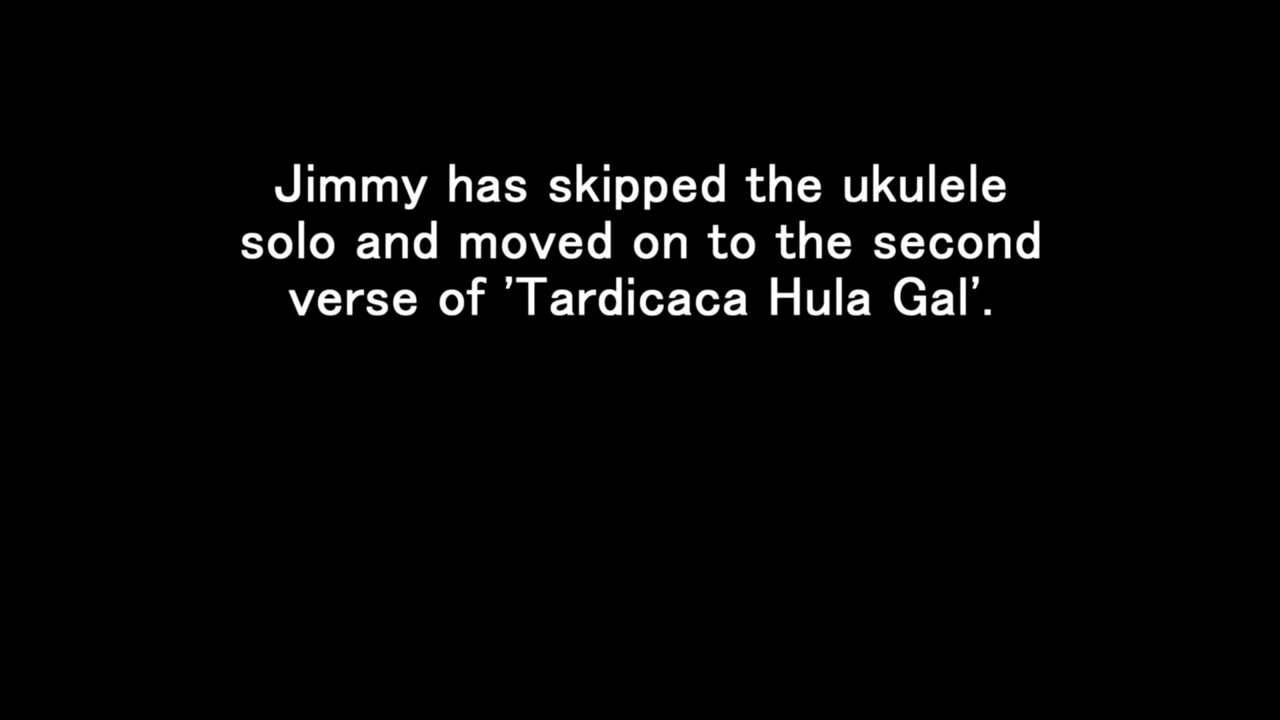 Jimmy has skipped the ukulele
solo and moved on to the second
verse of 'Tardicaca Hula Gal'.